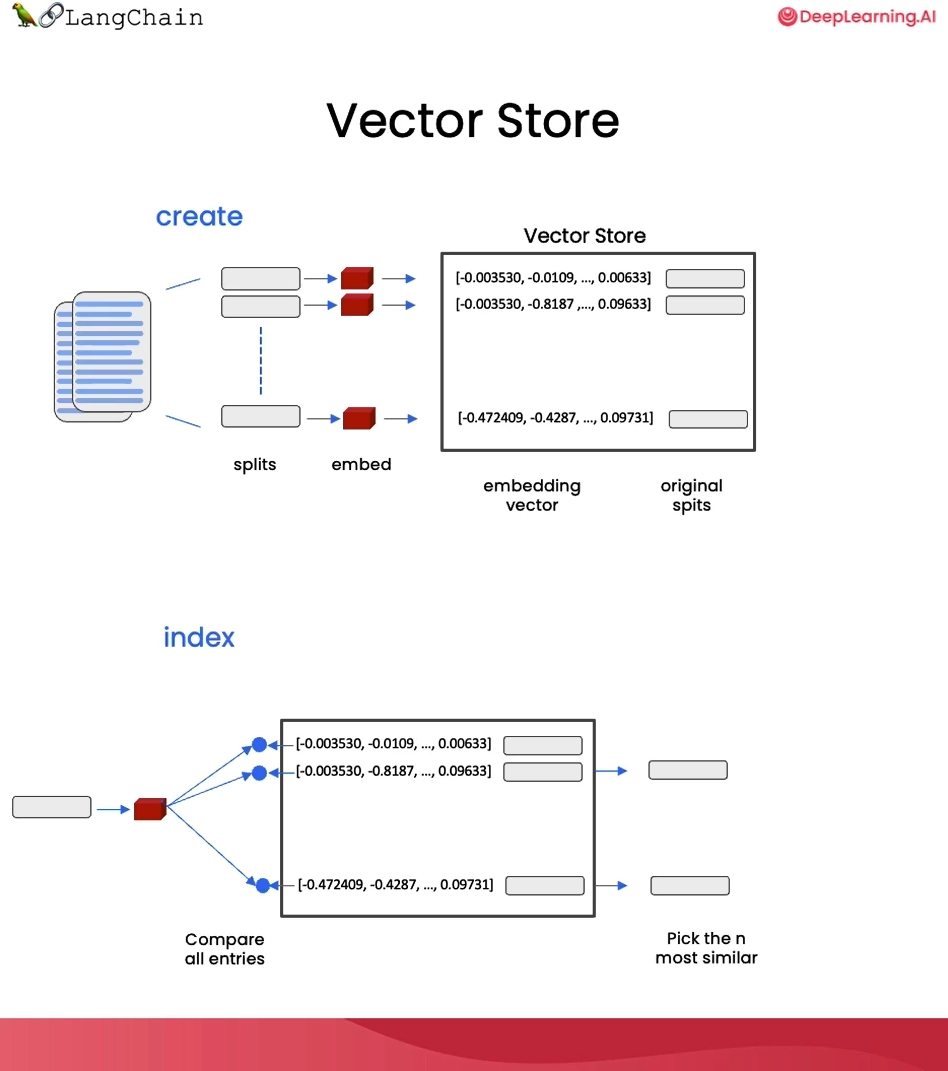 LangChain
DeepLearning.AI
Vector Store
create
Vector Store
[-0.003530, -0.0109, ..., 0.00633]
[-0.003530, -0.8187 ,..., 0.09633]
[-0.472409, -0.4287, ..., 0.09731]
splits
embed
embedding
vector
original
spits
index
[-0.003530, -0.0109, ..., 0.00633]
[-0.003530, -0.8187, ..., 0.09633]
[-0.472409, -0.4287, ..., 0.09731]
Compare
all entries
Pick the n
most similar